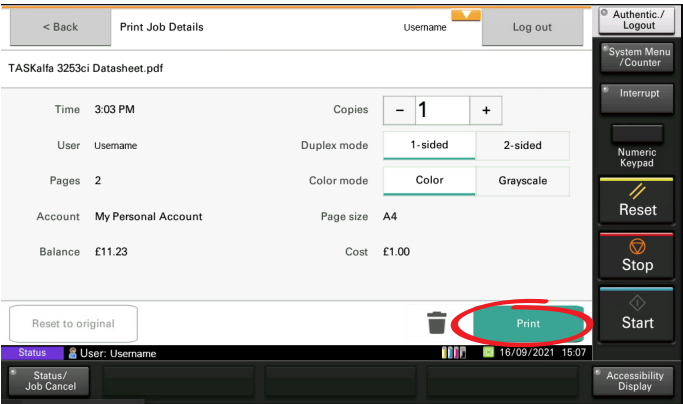 < Back Print Job Details Username Log out
TASKalfa 3253ci Datasheet.pdf
Time 3:03 PM Copies - 1 +
User Username Duplex mode 1-sided 2-sided
Pages 2 Color mode Color Grayscale
Account My Personal Account Page size A4
Balance £11.23 Cost £1.00
Reset to original Print
Status User: Username 16/09/2021 15:07
Status/
Job Cancel
Authentic./
Logout
System Menu
/Counter
Interrupt
Numeric
Keypad
Reset
Stop
Start
Accessibility
Display